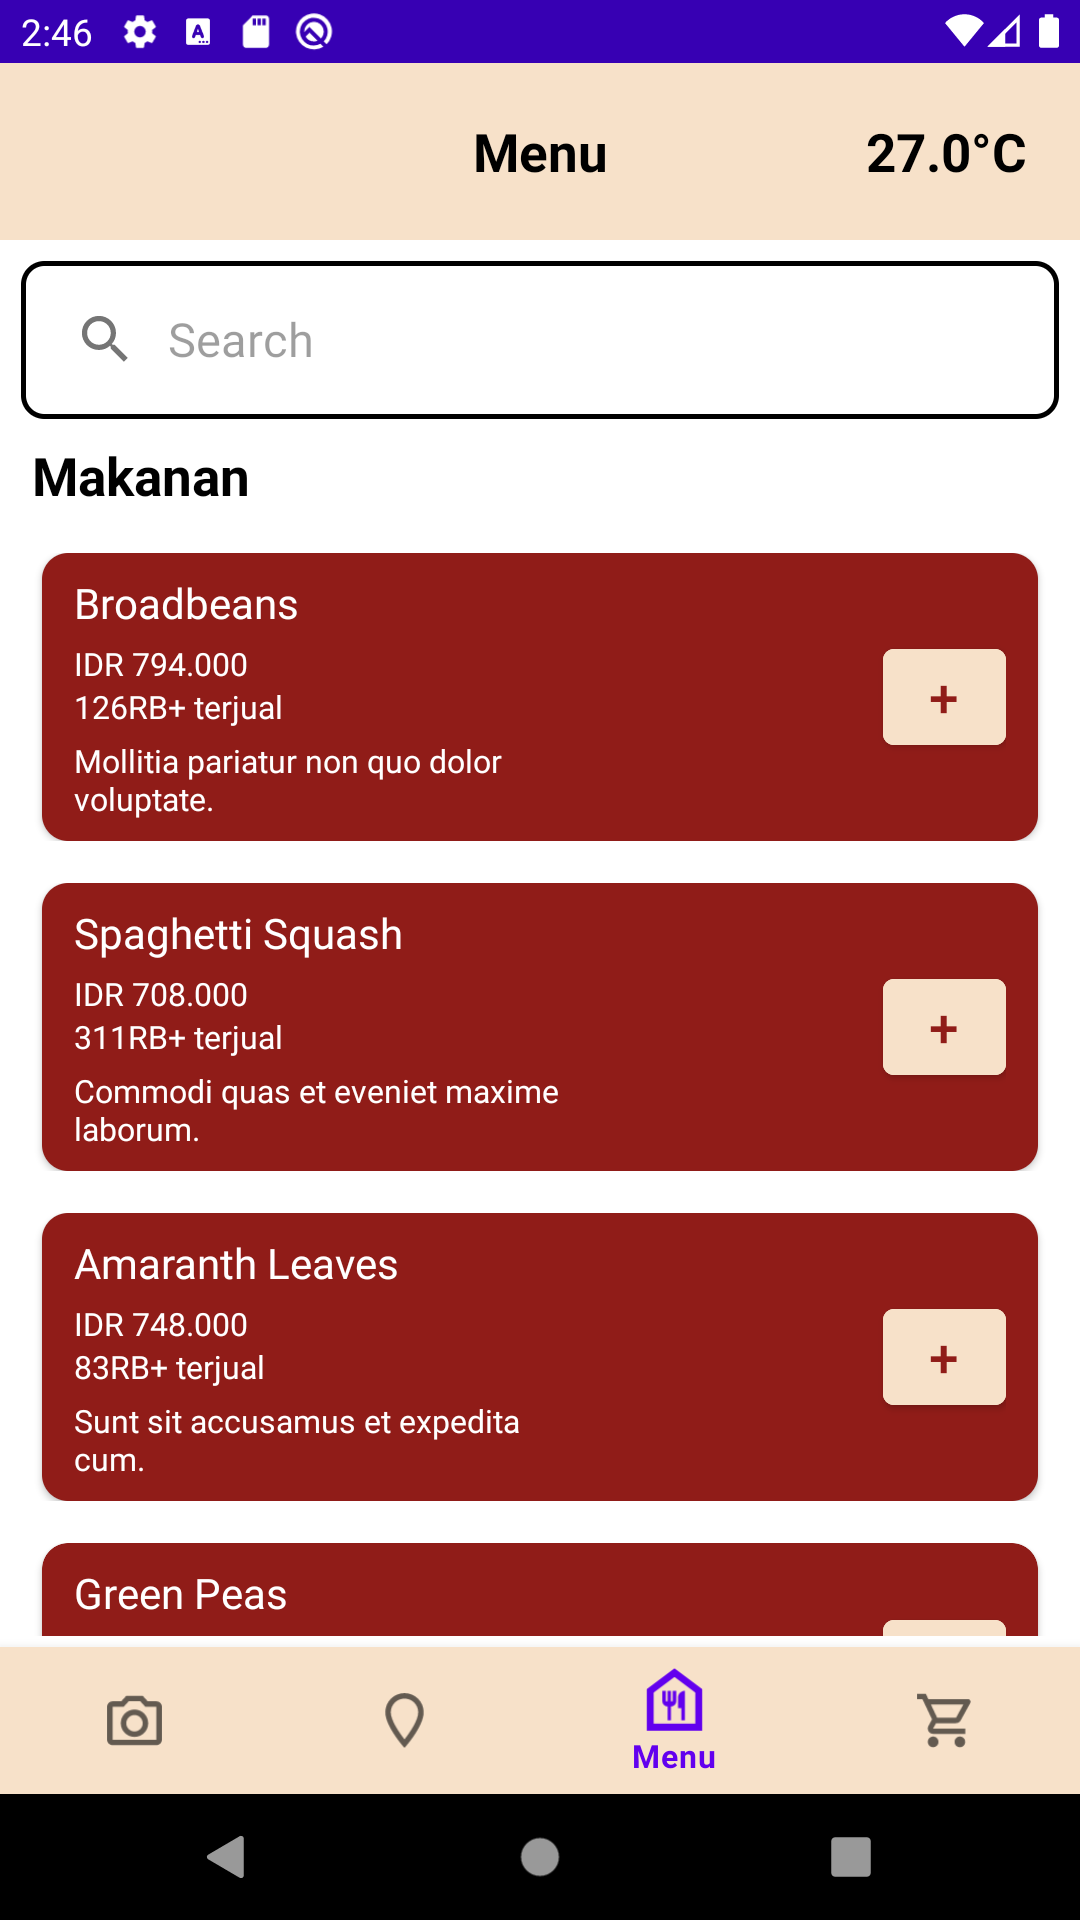 2:46
Menu
27.0°C
Search
Makanan
Broadbeans
IDR 794.000
126RB+ terjual
Mollitia pariatur non quo dolor
voluptate.
+
Spaghetti Squash
IDR 708.000
311RB+ terjual
Commodi quas et eveniet maxime
laborum.
+
Amaranth Leaves
IDR 748.000
83RB+ terjual
Sunt sit accusamus et expedita
cum.
+
Green Peas
Menu